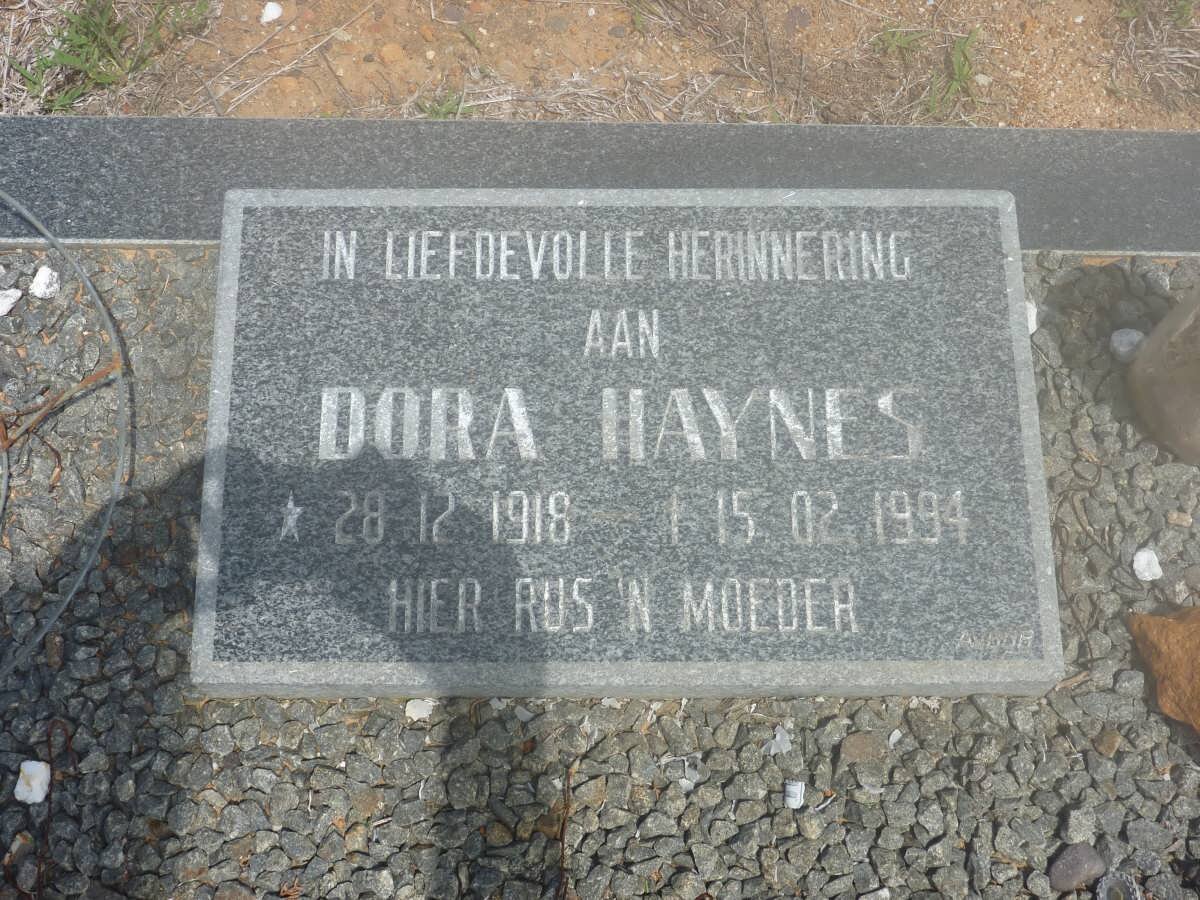 IN LIEFDEVOLLE HERINNERING
AAN
DORA HAYNES
★ 28 12 1918 — † 15. 02. 1994
HIER RUS 'N MOEDER